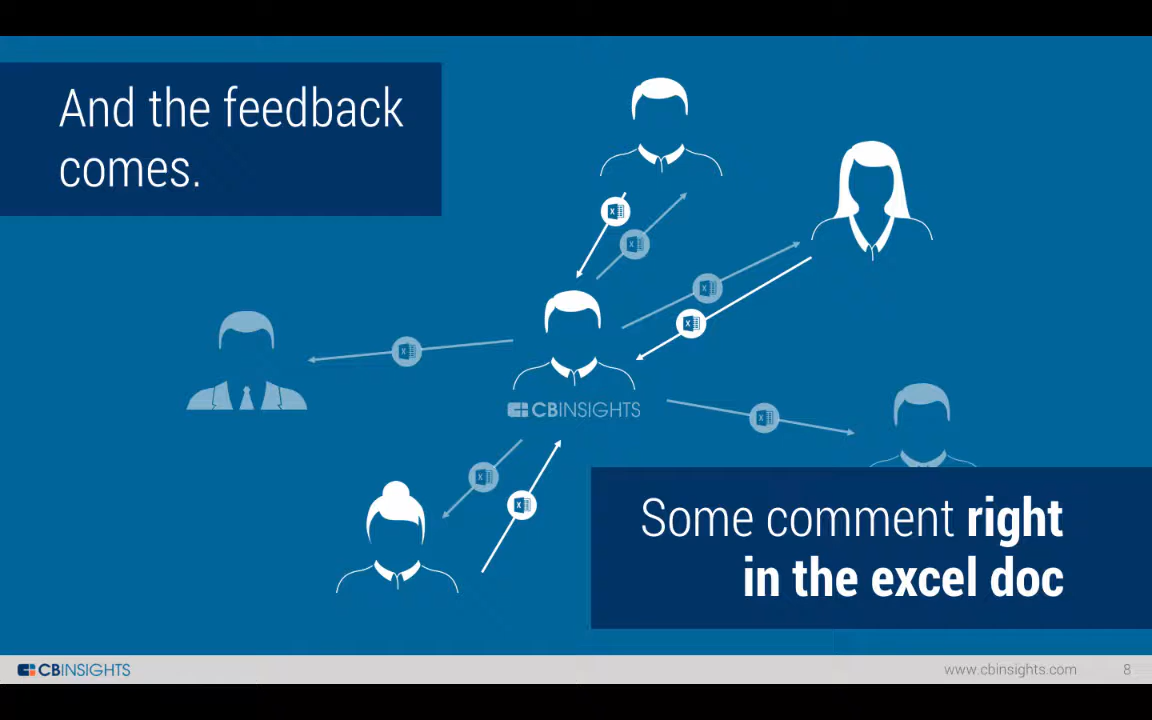 And the feedback
comes.
CBINSIGHTS
Some comment right
in the excel doc
CBINSIGHTS
www.cbinsights.com
8